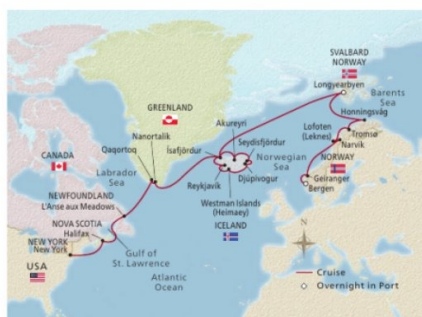 SVALBARD
NORWAY
Longyearbyen
Barents
Sea
Honningsvåg
GREENLAND
Nanortalik
Qaqortoq
Akureyri
Ísafjördur
Seydisfjördur
Lofoten
(Leknes)
Tromsø
Narvik
NORWAY
Norwegian
Sea
Geiranger
Bergen
Djúpivogur
Reykjavík
Westman Islands
(Heimaey)
ICELAND
CANADA
Labrador
Sea
NEWFOUNDLAND
L'Anse aux Meadows
NOVA SCOTIA
Halifax
NEW YORK
New York
USA
Gulf of
St. Lawrence
Atlantic
Ocean
N
Cruise
Overnight in Port